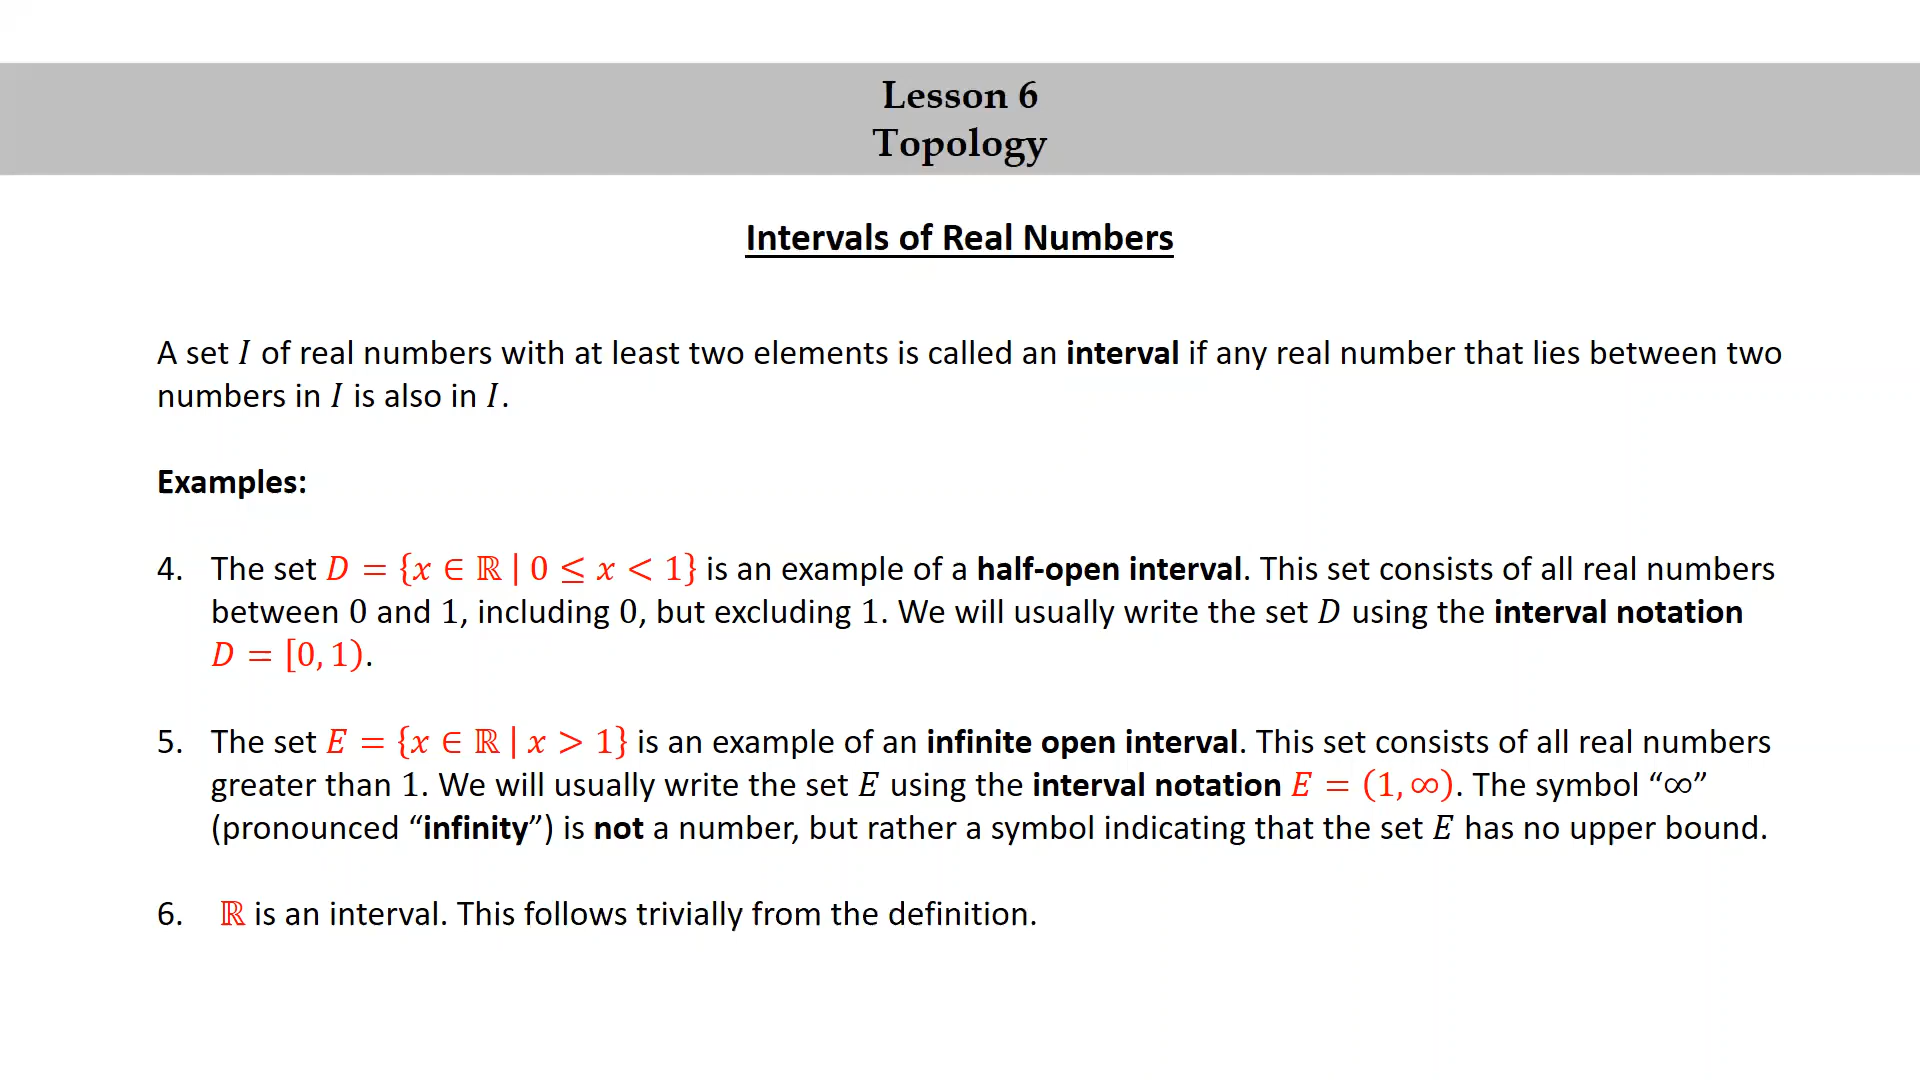 Lesson 6
Topology
Intervals of Real Numbers
A set 𝐼 of real numbers with at least two elements is called an interval if any real number that lies between two
numbers in 𝐼 is also in 𝐼.
Examples:
4. The set 𝐷 = {𝑥 ∈ ℝ | 0 ≤ 𝑥 < 1} is an example of a half-open interval. This set consists of all real numbers
between 0 and 1, including 0, but excluding 1. We will usually write the set 𝐷 using the interval notation
𝐷 = [0, 1).
5. The set 𝐸 = {𝑥 ∈ ℝ | 𝑥 > 1} is an example of an infinite open interval. This set consists of all real numbers
greater than 1. We will usually write the set 𝐸 using the interval notation 𝐸 = (1, ∞). The symbol “∞”
(pronounced “infinity”) is not a number, but rather a symbol indicating that the set 𝐸 has no upper bound.
6. ℝ is an interval. This follows trivially from the definition.